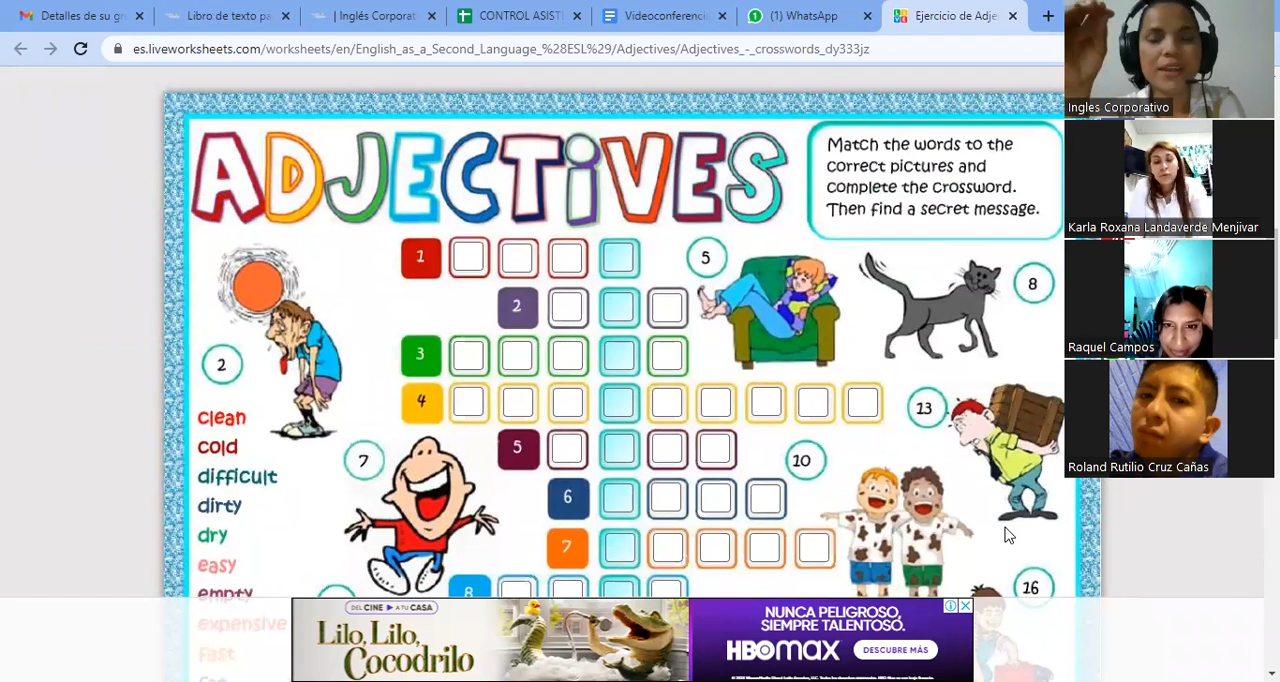 Detalles de su gr
Libro de texto pa
Inglés Corporat
CONTROL ASIST
Videoconferenci
(1) WhatsApp
Ejercicio de Adje
es.liveworksheets.com/worksheets/en/English_as_a_Second_Language_%28ESL%29/Adjectives/Adjectives_-_crosswords_dy333jz
ADJECTiVES
Match the words to the
correct pictures and
complete the crossword.
Then find a secret message.
1
2
3
4
5
6
7
8
2
7
5
8
13
10
16
clean
cold
difficult
dirty
dry
easy
empty
expensive
fast
Ingles Corporativo
Karla Roxana Landaverde Menjivar
Raquel Campos
Roland Rutilio Cruz Cañas
DEL CINE A TU CASA
Lilo, Lilo,
Cocodrilo
NUNCA PELIGROSO,
SIEMPRE TALENTOSO.
HBOMAX
DESCUBRE MÁS